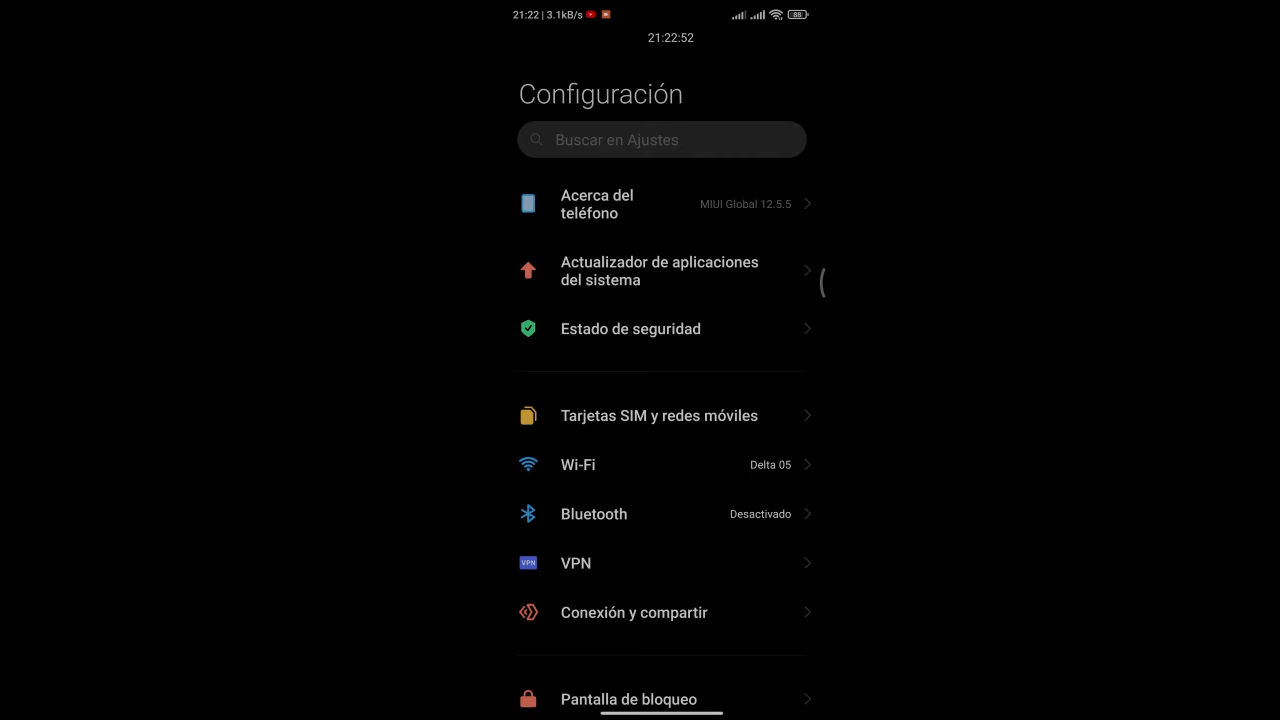 21:22 | 3.1kB/s
88
21:22:52
Configuración
Buscar en Ajustes
Acerca del
teléfono
MIUI Global 12.5.5
Actualizador de aplicaciones
del sistema
Estado de seguridad
Tarjetas SIM y redes móviles
Wi-Fi
Delta 05
Bluetooth
Desactivado
VPN
VPN
Conexión y compartir
Pantalla de bloqueo